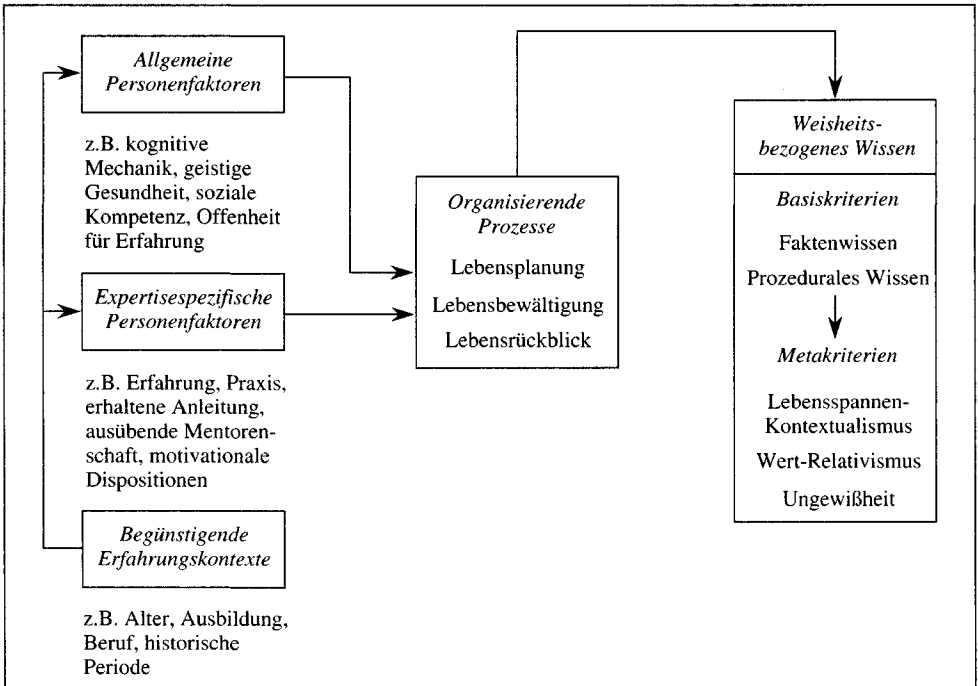 Allgemeine
Personenfaktoren
z.B. kognitive
Mechanik, geistige
Gesundheit, soziale
Kompetenz, Offenheit
für Erfahrung
Expertisespezifische
Personenfaktoren
z.B. Erfahrung, Praxis,
erhaltene Anleitung,
ausübende Mentoren-
schaft, motivationale
Dispositionen
Begünstigende
Erfahrungskontexte
z.B. Alter, Ausbildung,
Beruf, historische
Periode
Organisierende
Prozesse
Lebensplanung
Lebensbewältigung
Lebensrückblick
Weisheits-
bezogenes Wissen
Basiskriterien
Faktenwissen
Prozedurales Wissen
Metakriterien
Lebensspannen-
Kontextualismus
Wert-Relativismus
Ungewißheit